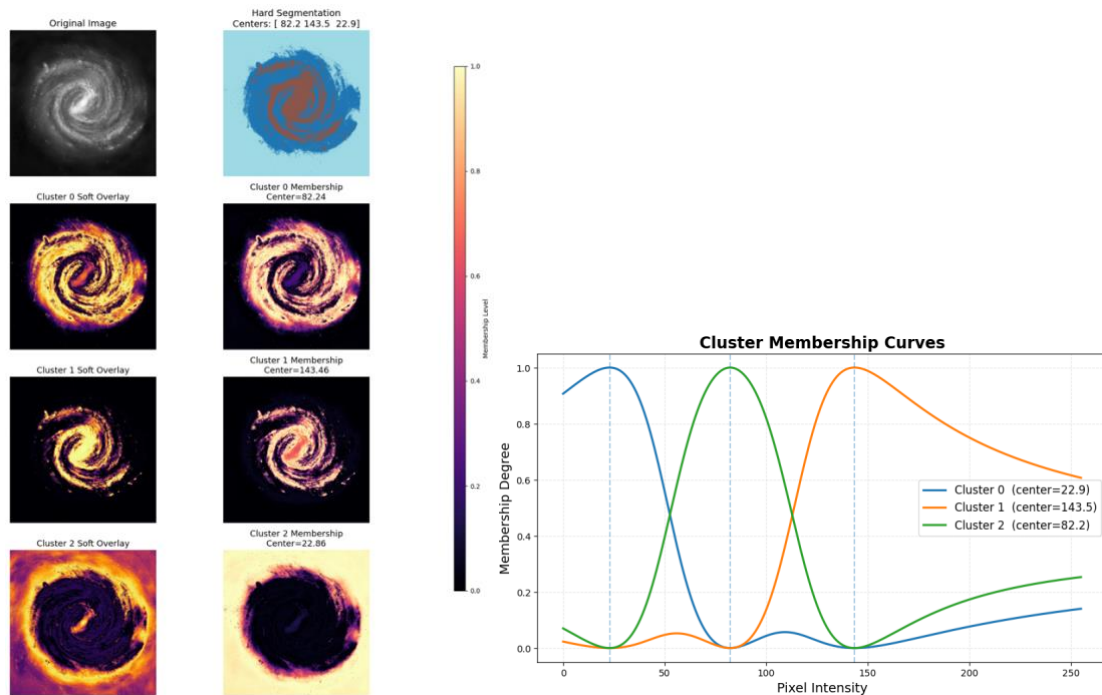 Original Image
Hard Segmentation
Centers: [ 82.2 143.5  22.9]
Cluster 0 Soft Overlay
Cluster 0 Membership
Center=82.24
Cluster 1 Soft Overlay
Cluster 1 Membership
Center=143.46
Cluster 2 Soft Overlay
Cluster 2 Membership
Center=22.86
1.0
0.8
0.6
0.4
0.2
0.0
Membership Level
Cluster Membership Curves
Membership Degree
1.0
0.8
0.6
0.4
0.2
0.0
0
50
100
150
200
250
Pixel Intensity
Cluster 0  (center=22.9)
Cluster 1  (center=143.5)
Cluster 2  (center=82.2)